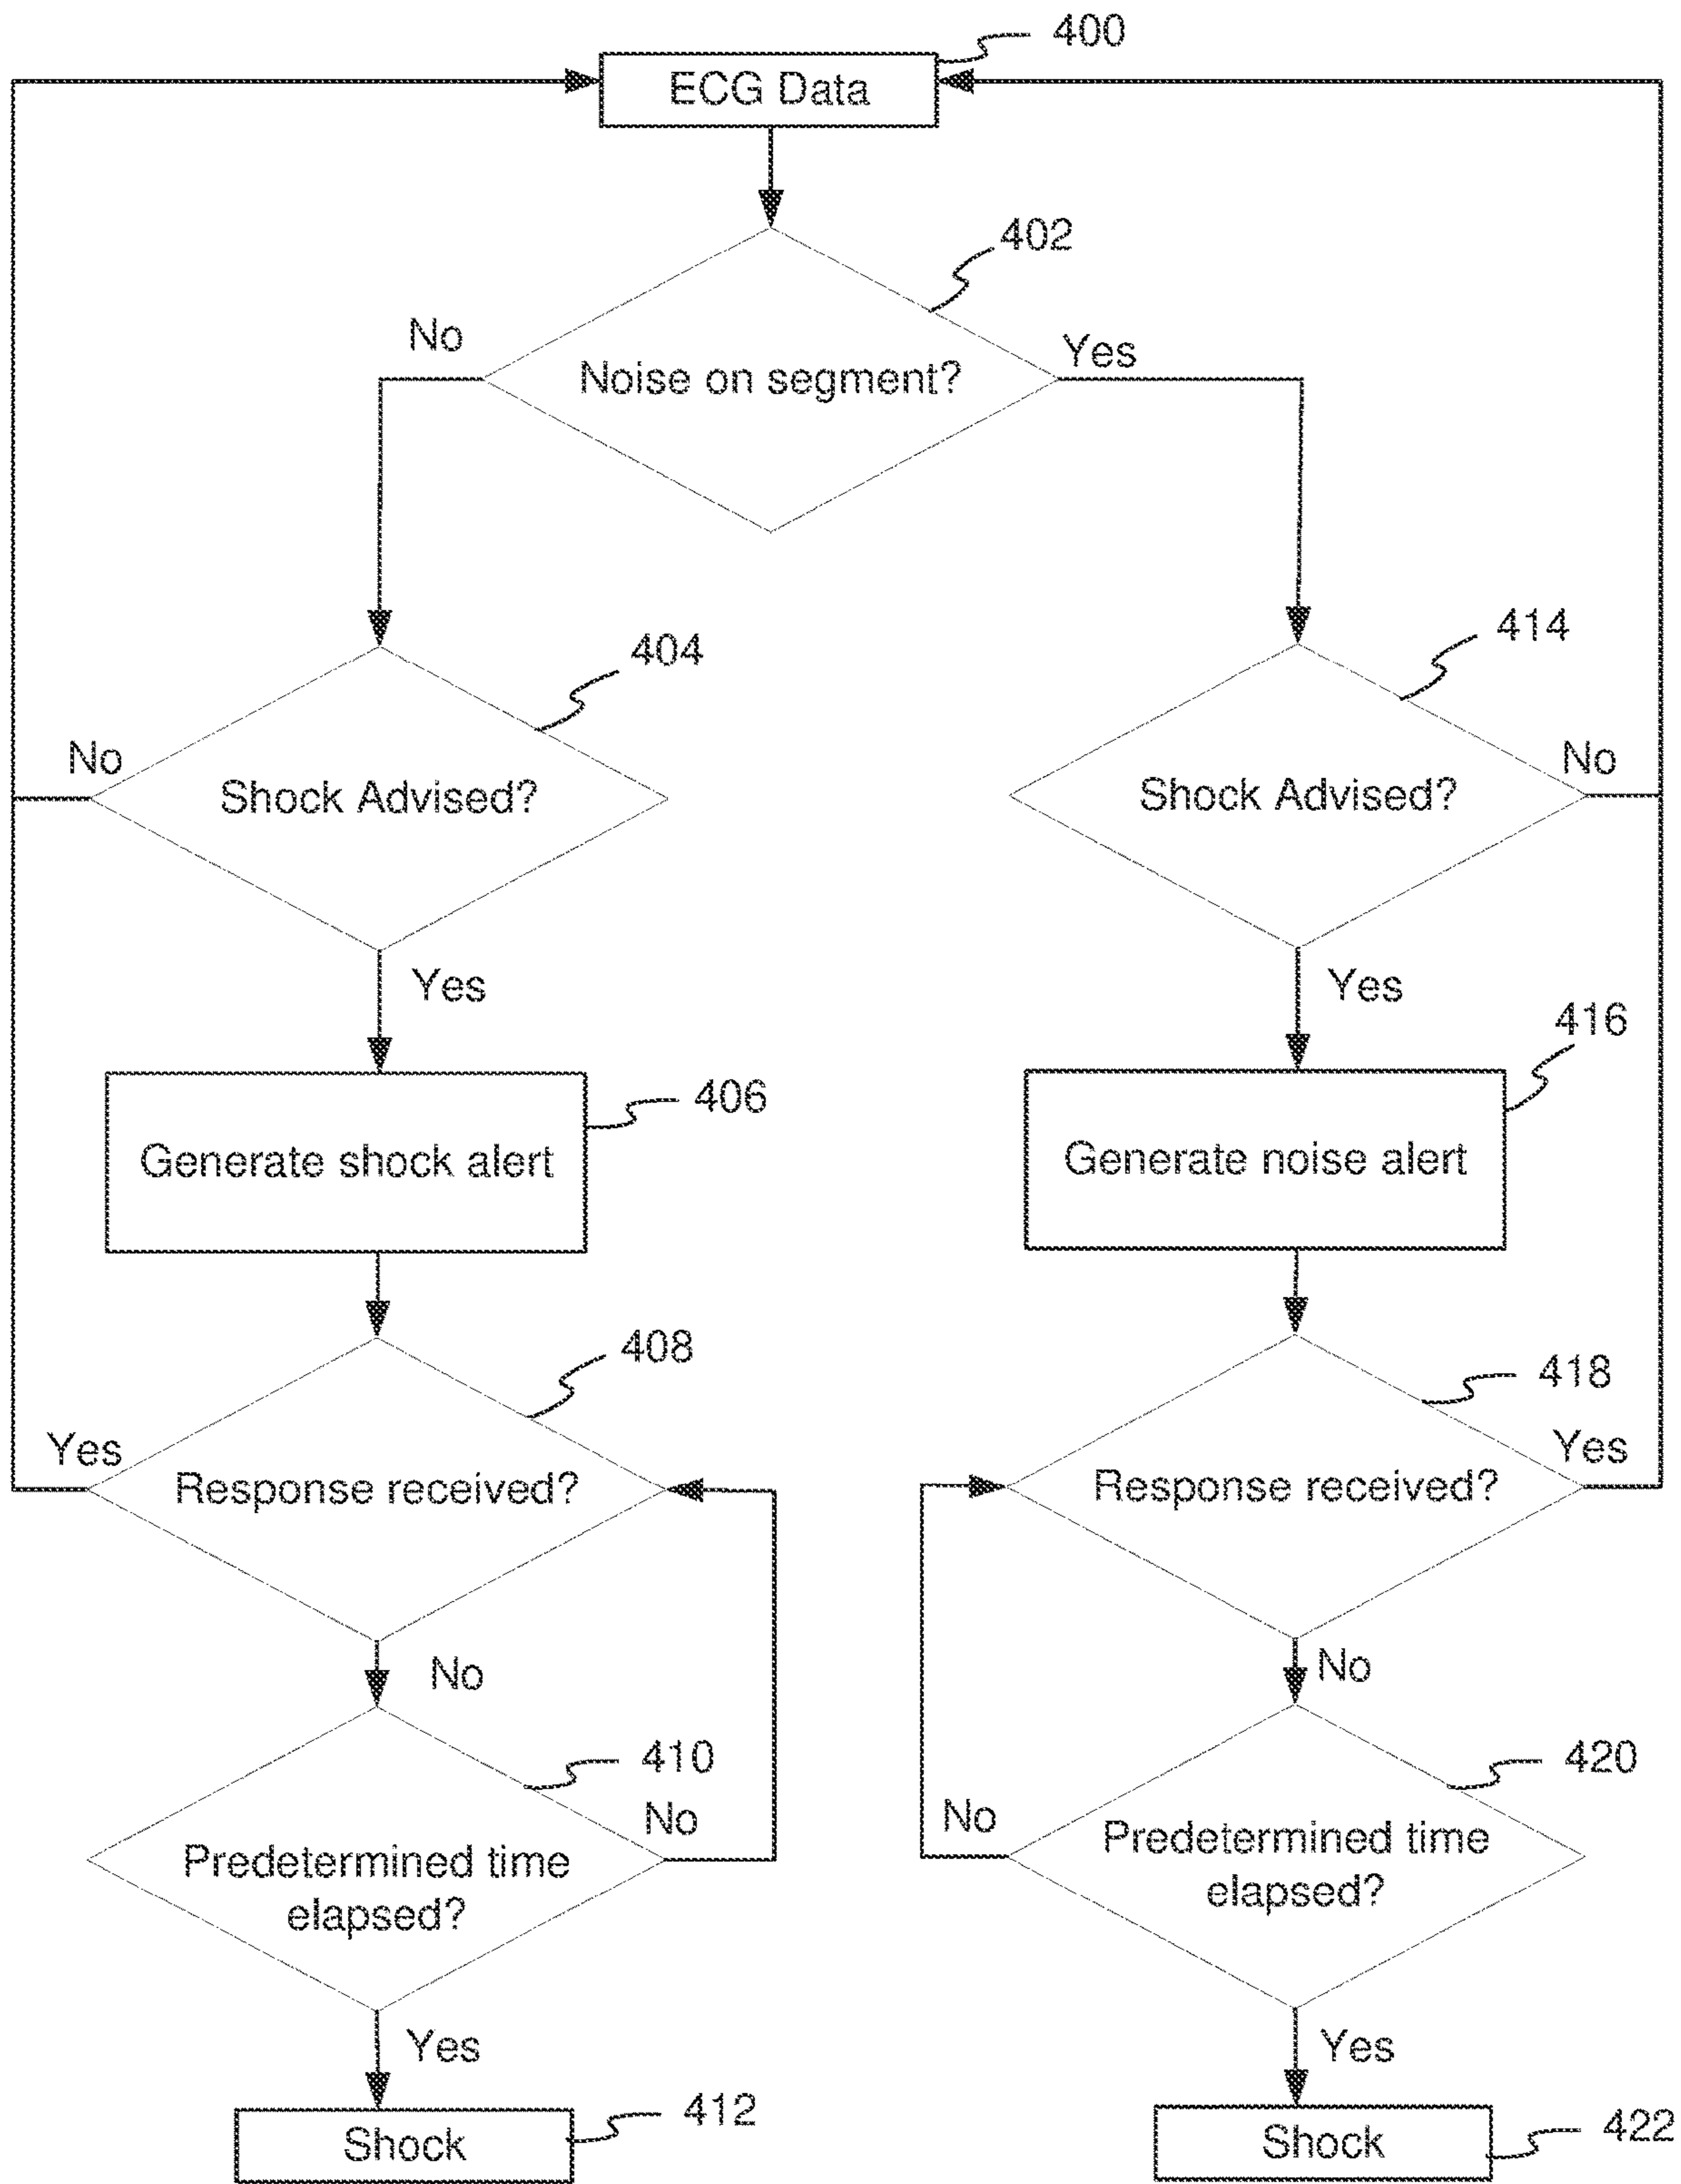 400
ECG Data
402
No
Noise on segment?
Yes
404
414
No
Shock Advised?
Shock Advised?
No
Yes
Yes
406
416
Generate shock alert
Generate noise alert
408
418
Yes
Response received?
Response received?
Yes
No
No
410
420
No
No
Predetermined time
elapsed?
Predetermined time
elapsed?
Yes
Yes
412
422
Shock
Shock